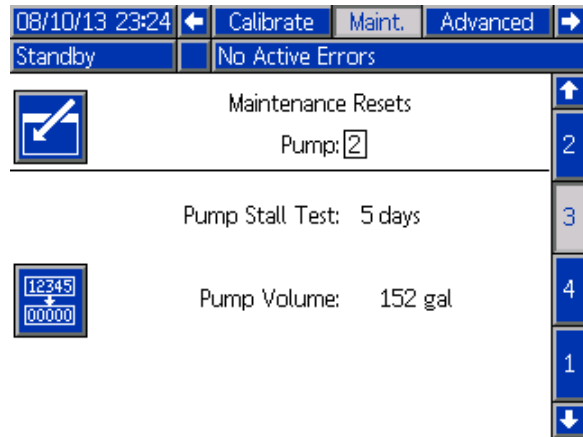 08/10/13 23:24 Calibrate Maint. Advanced
Standby No Active Errors
Maintenance Resets
Pump: 2
2
Pump Stall Test: 5 days
3
12345
00000
Pump Volume: 152 gal
4
1